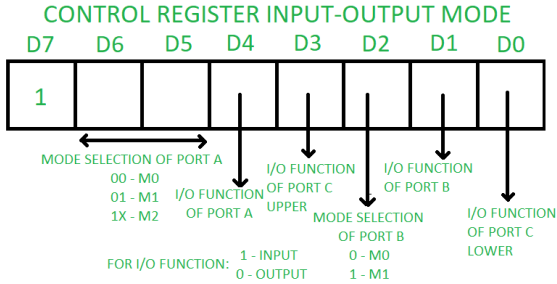 CONTROL REGISTER INPUT-OUTPUT MODE
D7 D6 D5 D4 D3 D2 D1 D0
1
MODE SELECTION OF PORT A
00 - M0
01 - M1
1X - M2
I/O FUNCTION
OF PORT A
I/O FUNCTION
OF PORT C
UPPER
MODE SELECTION
OF PORT B
0 - M0
1 - M1
I/O FUNCTION
OF PORT B
I/O FUNCTION
OF PORT C
LOWER
FOR I/O FUNCTION:
1 - INPUT
0 - OUTPUT